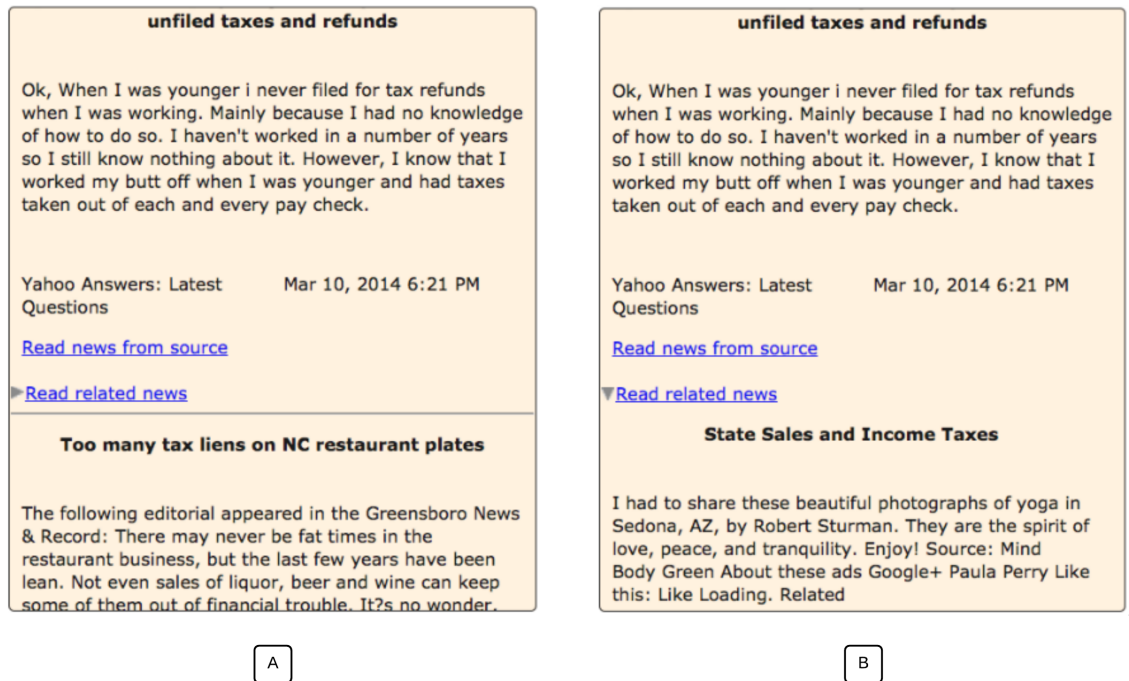 unfiled taxes and refunds
Ok, When I was younger i never filed for tax refunds
when I was working. Mainly because I had no knowledge
of how to do so. I haven't worked in a number of years
so I still know nothing about it. However, I know that I
worked my butt off when I was younger and had taxes
taken out of each and every pay check.
Yahoo Answers: Latest Questions
Mar 10, 2014 6:21 PM
Read news from source
Read related news
Too many tax liens on NC restaurant plates
The following editorial appeared in the Greensboro News
& Record: There may never be fat times in the
restaurant business, but the last few years have been
lean. Not even sales of liquor, beer and wine can keep
some of them out of financial trouble. It?s no wonder.
A
unfiled taxes and refunds
Ok, When I was younger i never filed for tax refunds
when I was working. Mainly because I had no knowledge
of how to do so. I haven't worked in a number of years
so I still know nothing about it. However, I know that I
worked my butt off when I was younger and had taxes
taken out of each and every pay check.
Yahoo Answers: Latest Questions
Mar 10, 2014 6:21 PM
Read news from source
Read related news
State Sales and Income Taxes
I had to share these beautiful photographs of yoga in
Sedona, AZ, by Robert Sturman. They are the spirit of
love, peace, and tranquility. Enjoy! Source: Mind
Body Green About these ads Google+ Paula Perry Like
this: Like Loading. Related
B